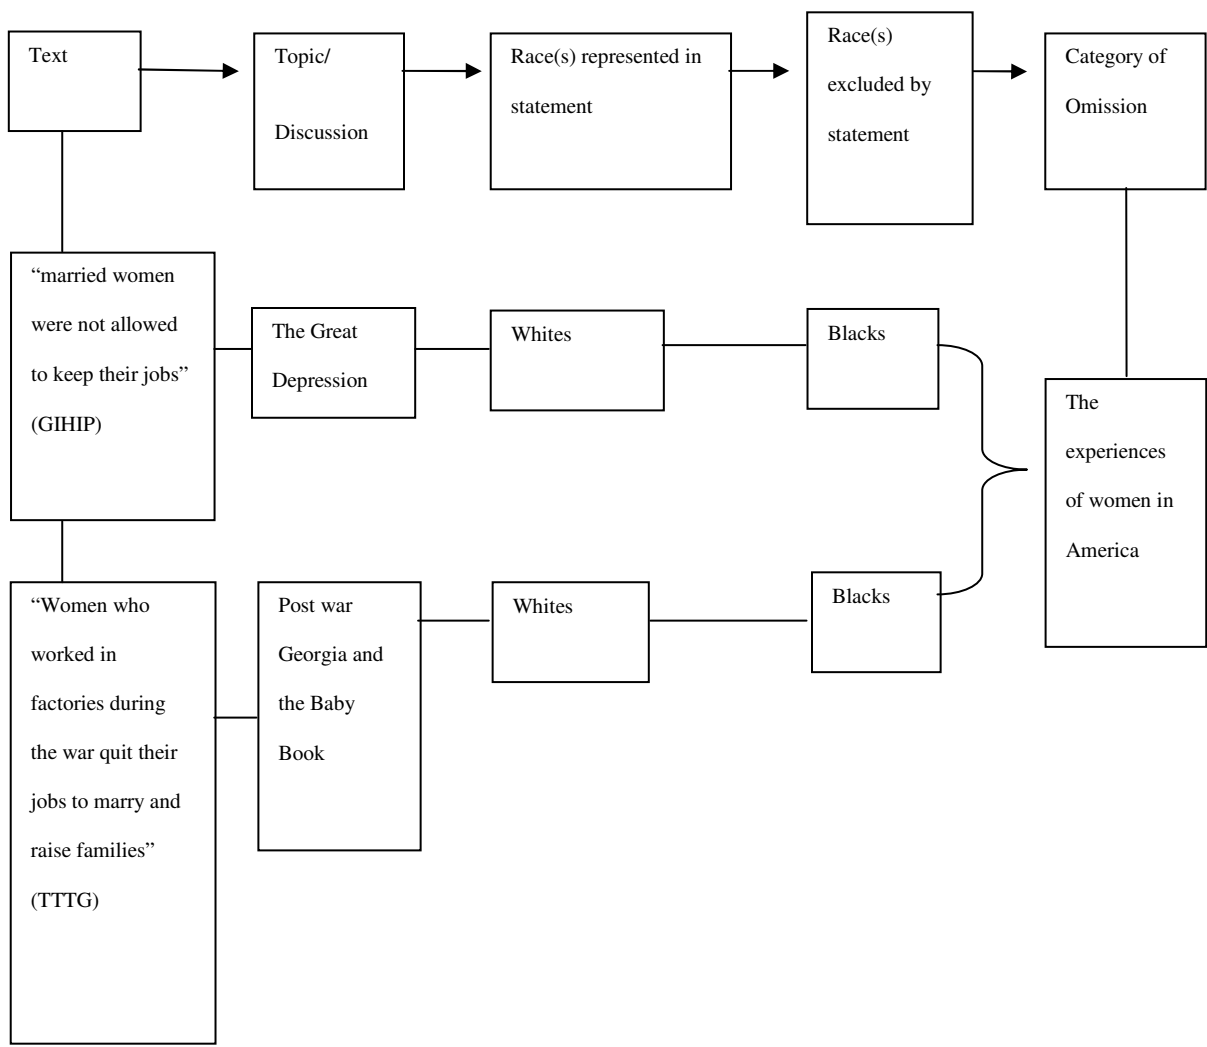 Text
Topic/
Discussion
Race(s) represented in
statement
Race(s)
excluded by
statement
Category of
Omission
“married women
were not allowed
to keep their jobs”
(GIHIP)
The Great
Depression
Whites
Blacks
The
experiences
of women in
America
“Women who
worked in
factories during
the war quit their
jobs to marry and
raise families”
(TTTG)
Post war
Georgia and
the Baby
Book
Whites
Blacks